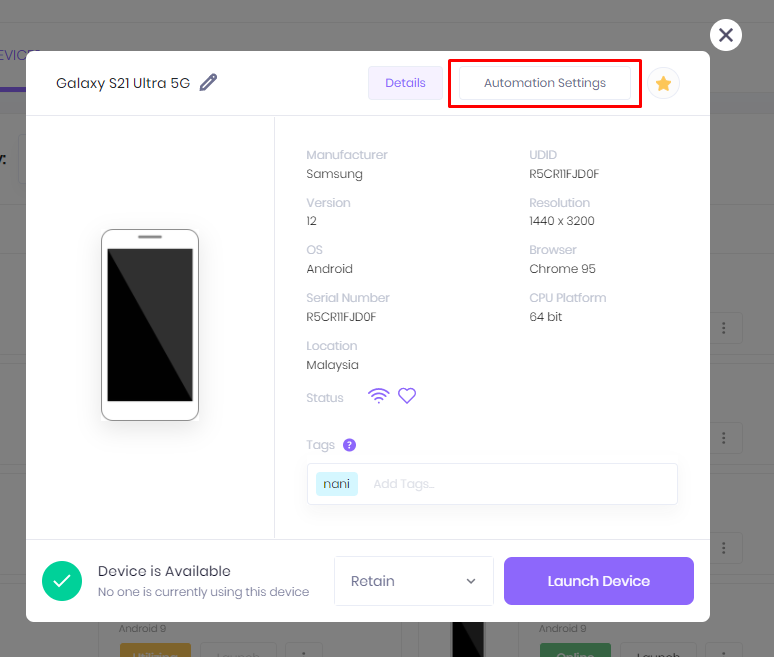 Galaxy S21 Ultra 5G
Details
Automation Settings
Manufacturer
Samsung
UDID
R5CR11FJD0F
Version
12
Resolution
1440 x 3200
OS
Android
Browser
Chrome 95
Serial Number
R5CR11FJD0F
CPU Platform
64 bit
Location
Malaysia
Status
Tags ?
nani
Add Tags...
Device is Available
No one is currently using this device
Retain
Launch Device
Android 9
Android 9
Utilizing
Launch
Online
Launch